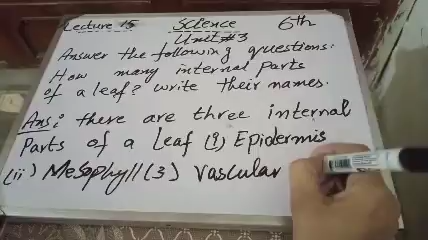 Lecture 15 Science 6th
Unit #3
Answer the following questions:
How many internal Parts
of a leaf? write their names.
Ans: there are three internal
Parts of a leaf (i) Epidermis
(ii) Mesophyll (3) Vascular